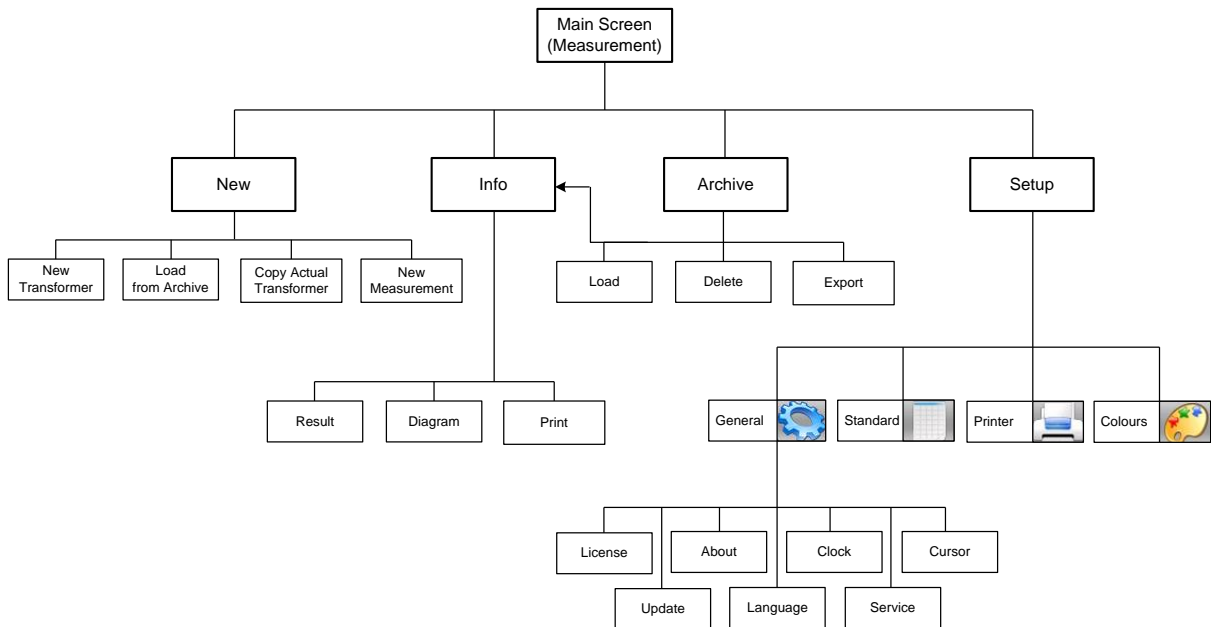 Main Screen
(Measurement)
New
Info
Archive
Setup
New
Transformer
Load
from Archive
Copy Actual
Transformer
New
Measurement
Load
Delete
Export
Result
Diagram
Print
General
Standard
Printer
Colours
License
About
Clock
Cursor
Update
Language
Service